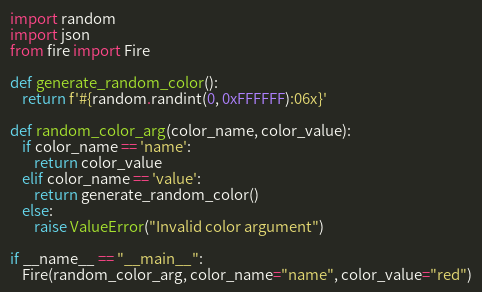 import random
import json
from fire import Fire

def generate_random_color():
    return f'#{random.randint(0, 0xFFFFFF):06x}'

def random_color_arg(color_name, color_value):
    if color_name == 'name':
        return color_value
    elif color_name == 'value':
        return generate_random_color()
    else:
        raise ValueError("Invalid color argument")

if __name__ == "__main__":
    Fire(random_color_arg, color_name="name", color_value="red")